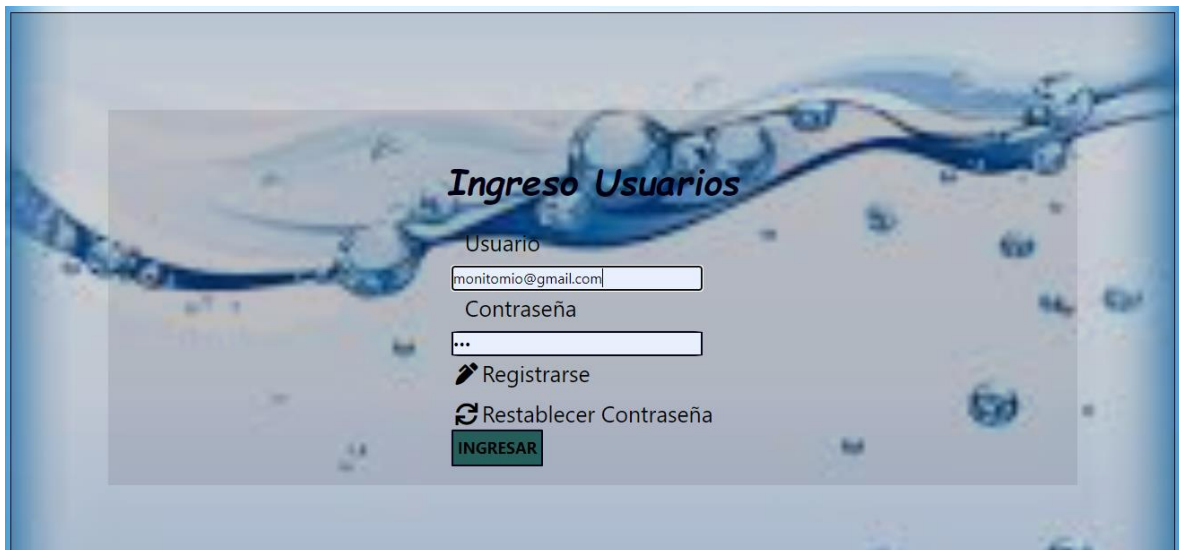 Ingreso Usuarios
Usuario
monitomio@gmail.com
Contraseña
•••
Registrarse
Restablecer Contraseña
INGRESAR